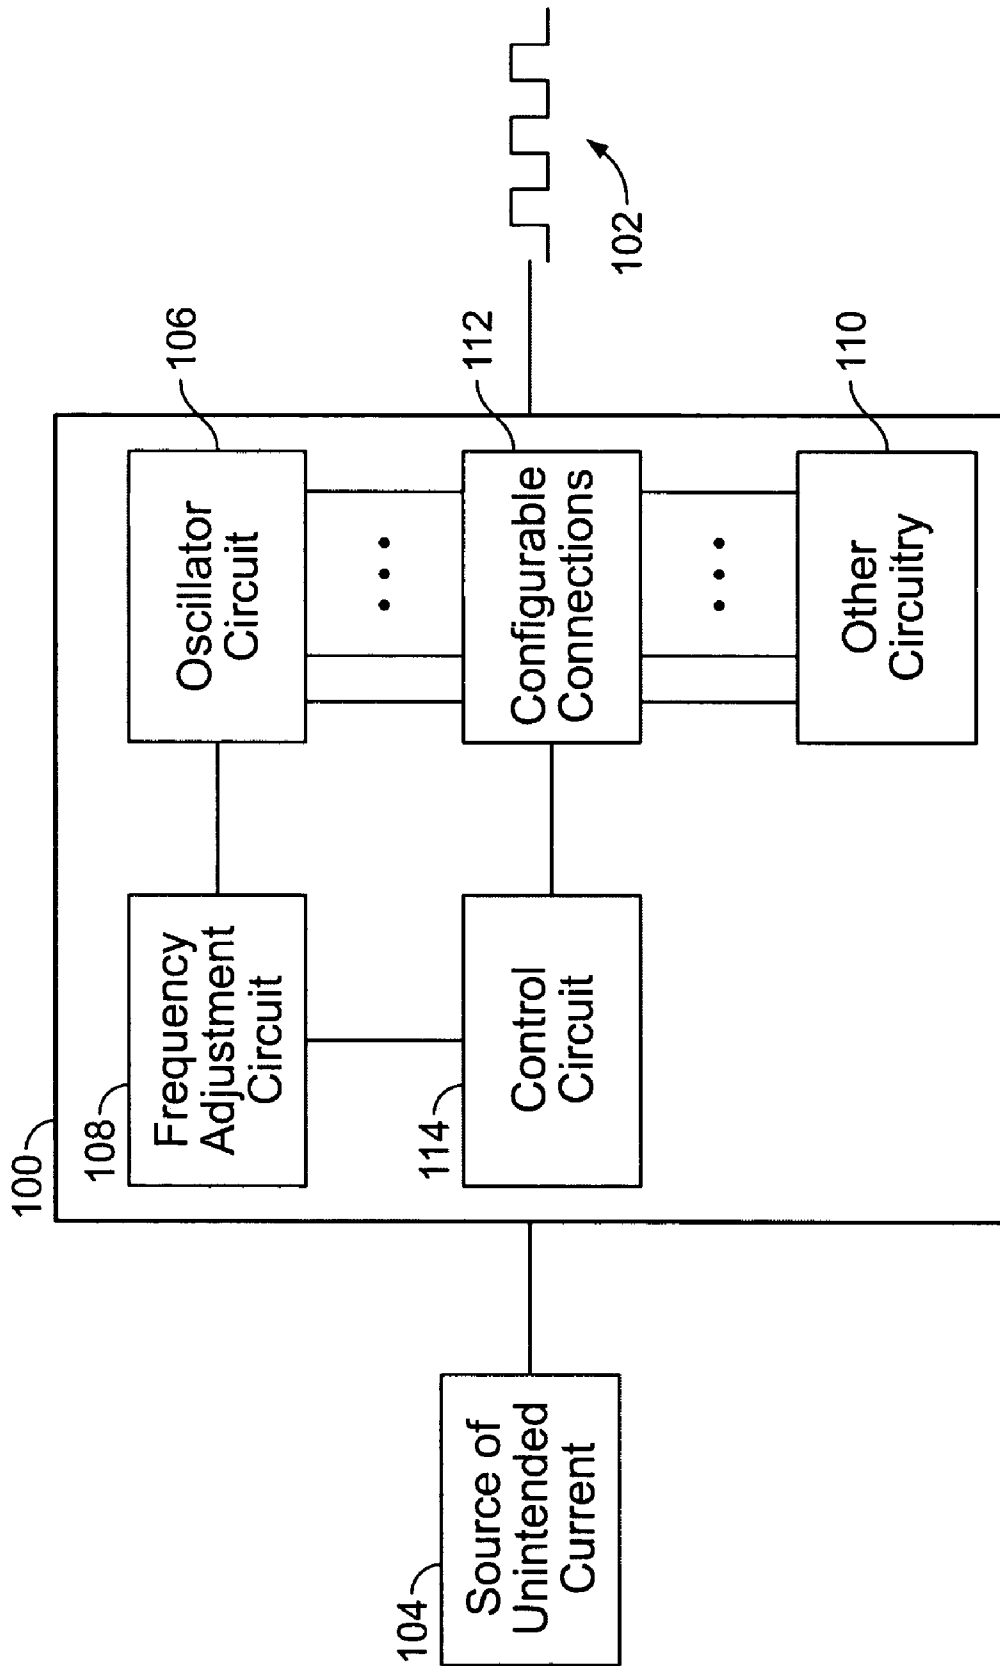 100
108
Frequency
Adjustment
Circuit
106
Oscillator
Circuit
104
Source of
Unintended
Current
114
Control
Circuit
112
Configurable
Connections
102
110
Other
Circuitry